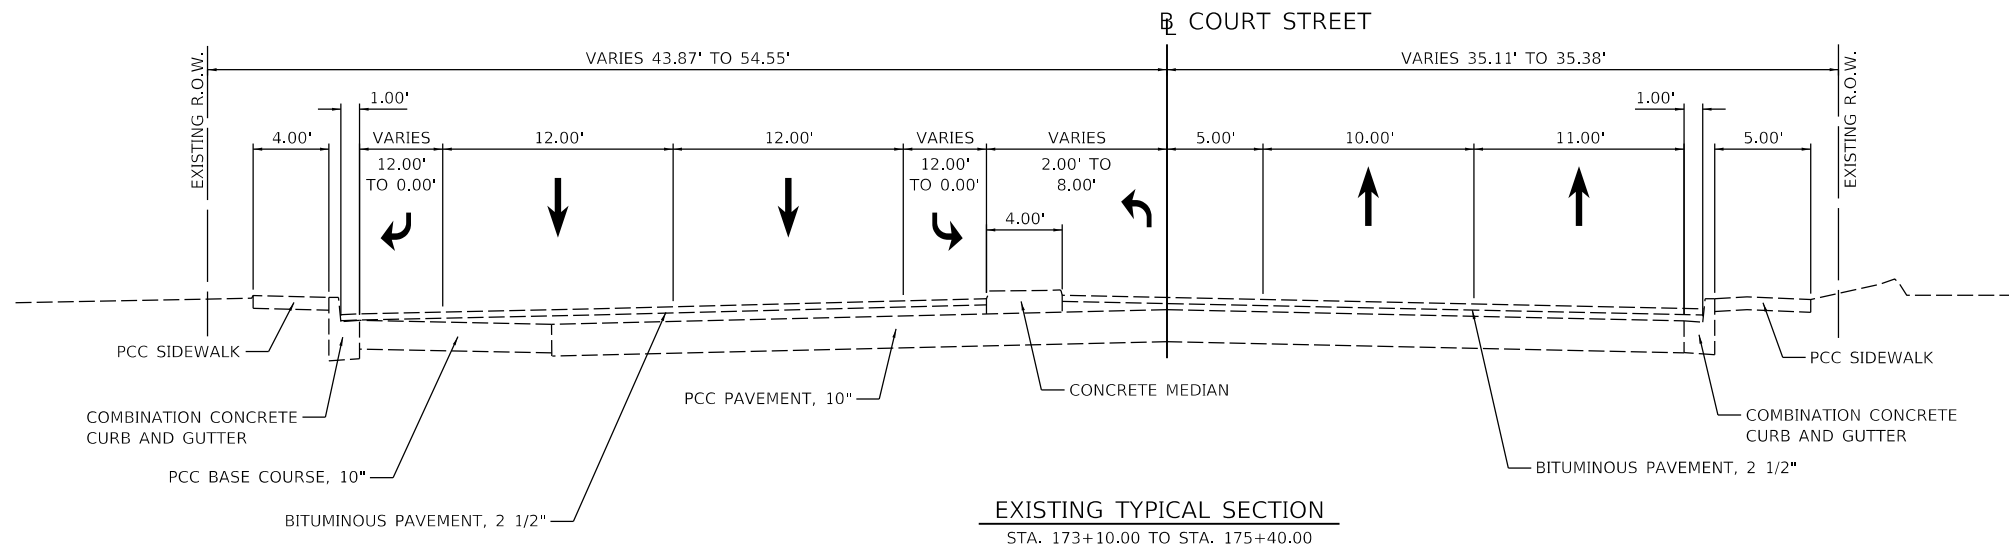 BL COURT STREET
VARIES 43.87' TO 54.55'
VARIES 35.11' TO 35.38'
EXISTING R.O.W.
EXISTING R.O.W.
1.00'
1.00'
4.00'
VARIES
12.00'
TO 0.00'
12.00'
12.00'
VARIES
12.00'
TO 0.00'
VARIES
2.00' TO
8.00'
5.00'
10.00'
11.00'
5.00'
4.00'
PCC SIDEWALK
PCC SIDEWALK
PCC PAVEMENT, 10"
CONCRETE MEDIAN
COMBINATION CONCRETE
CURB AND GUTTER
COMBINATION CONCRETE
CURB AND GUTTER
PCC BASE COURSE, 10"
BITUMINOUS PAVEMENT, 2 1/2"
BITUMINOUS PAVEMENT, 2 1/2"
EXISTING TYPICAL SECTION
STA. 173+10.00 TO STA. 175+40.00